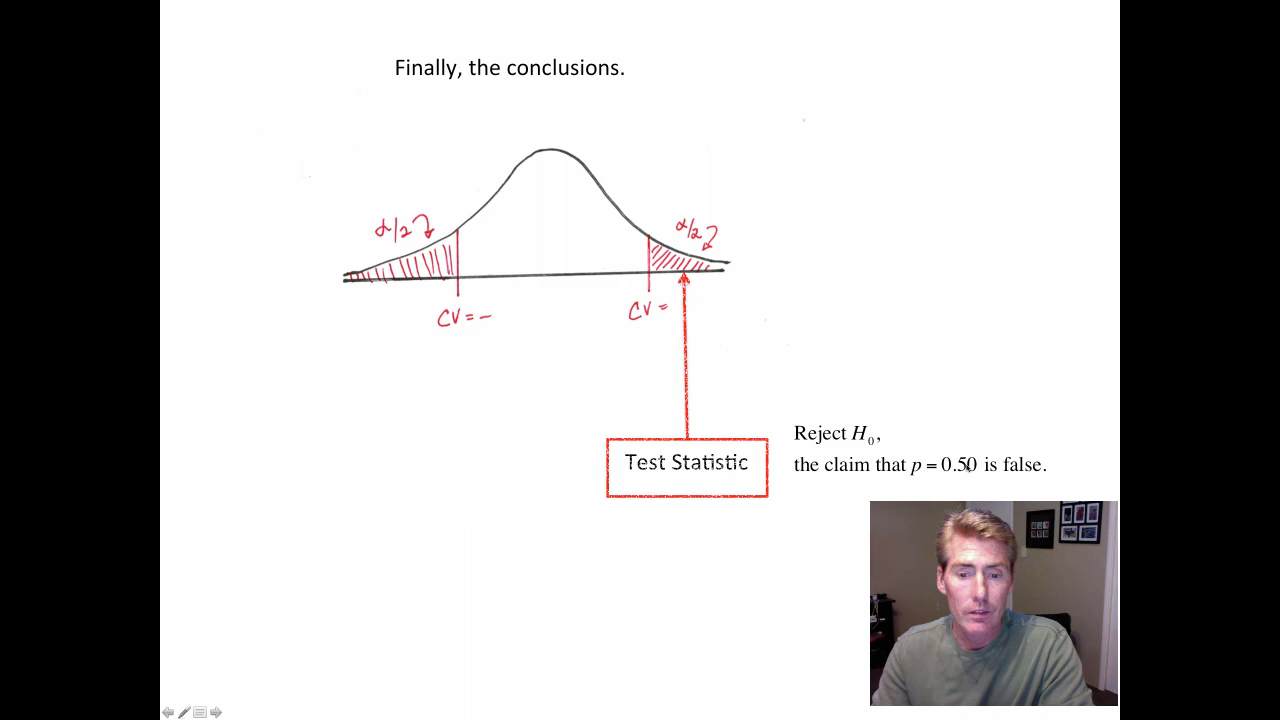 Finally, the conclusions.
α/2
α/2
CV = -
CV =
Test Statistic
Reject H₀,
the claim that p = 0.50 is false.